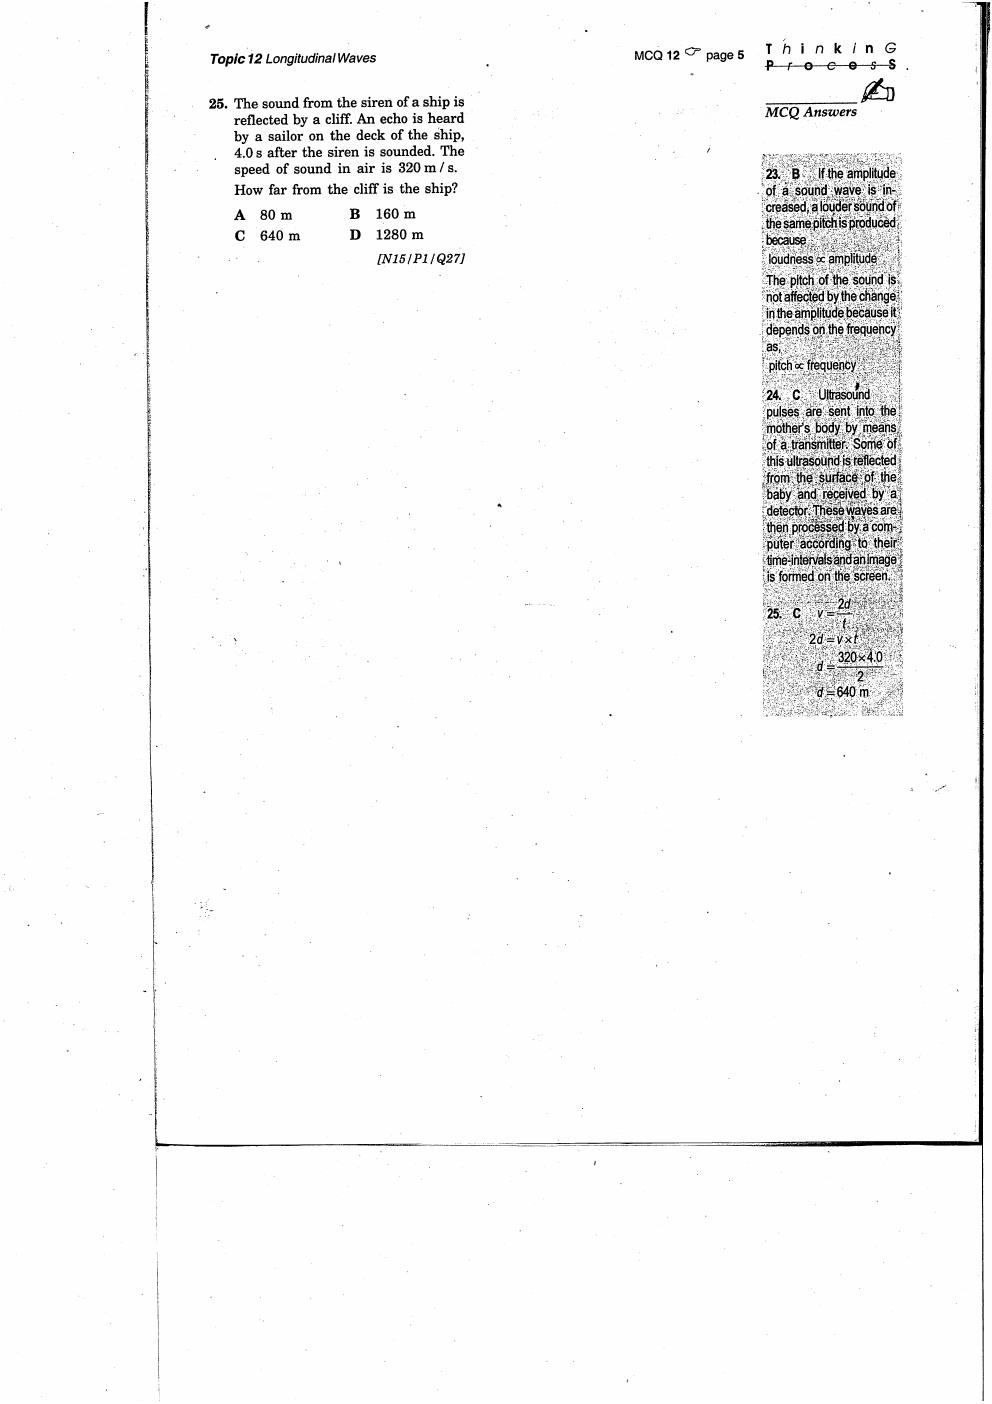 Topic 12 Longitudinal Waves
MCQ 12 ☞ page 5
ThinkinG
ProcesS
MCQ Answers
25. The sound from the siren of a ship is
reflected by a cliff. An echo is heard
by a sailor on the deck of the ship,
4.0 s after the siren is sounded. The
speed of sound in air is 320 m / s.
How far from the cliff is the ship?
A 80 m B 160 m
C 640 m D 1280 m
[N15/P1/Q27]
23. B If the amplitude
of a sound wave is in-
creased, a louder sound of
the same pitch is produced
because
loudness ∝ amplitude
The pitch of the sound is
not affected by the change
in the amplitude because it
depends on the frequency
as,
pitch ∝ frequency
24. C Ultrasound
pulses are sent into the
mother's body by means
of a transmitter. Some of
this ultrasound is reflected
from the surface of the
baby and received by a
detector. These waves are
then processed by a com-
puter according to their
time-intervals and an image
is formed on the screen.
25. C v = 2d/t
2d = v × t
d = 320 × 4.0 / 2
d = 640 m